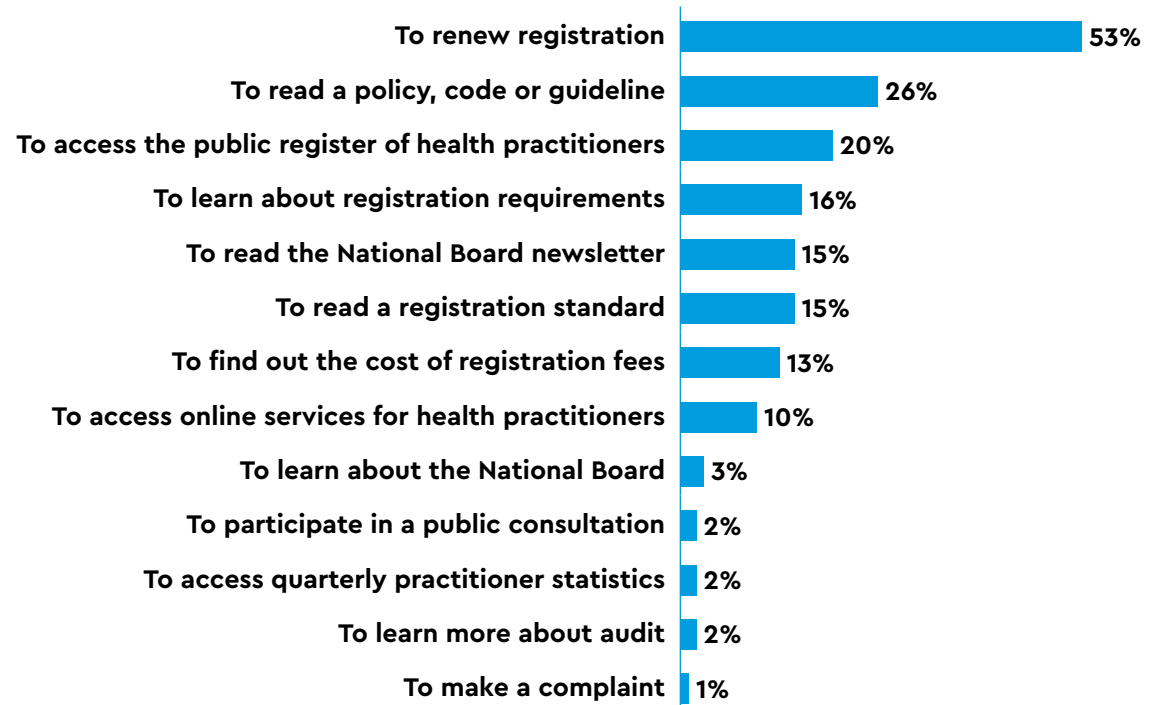 To renew registration 53%
To read a policy, code or guideline 26%
To access the public register of health practitioners 20%
To learn about registration requirements 16%
To read the National Board newsletter 15%
To read a registration standard 15%
To find out the cost of registration fees 13%
To access online services for health practitioners 10%
To learn about the National Board 3%
To participate in a public consultation 2%
To access quarterly practitioner statistics 2%
To learn more about audit 2%
To make a complaint 1%